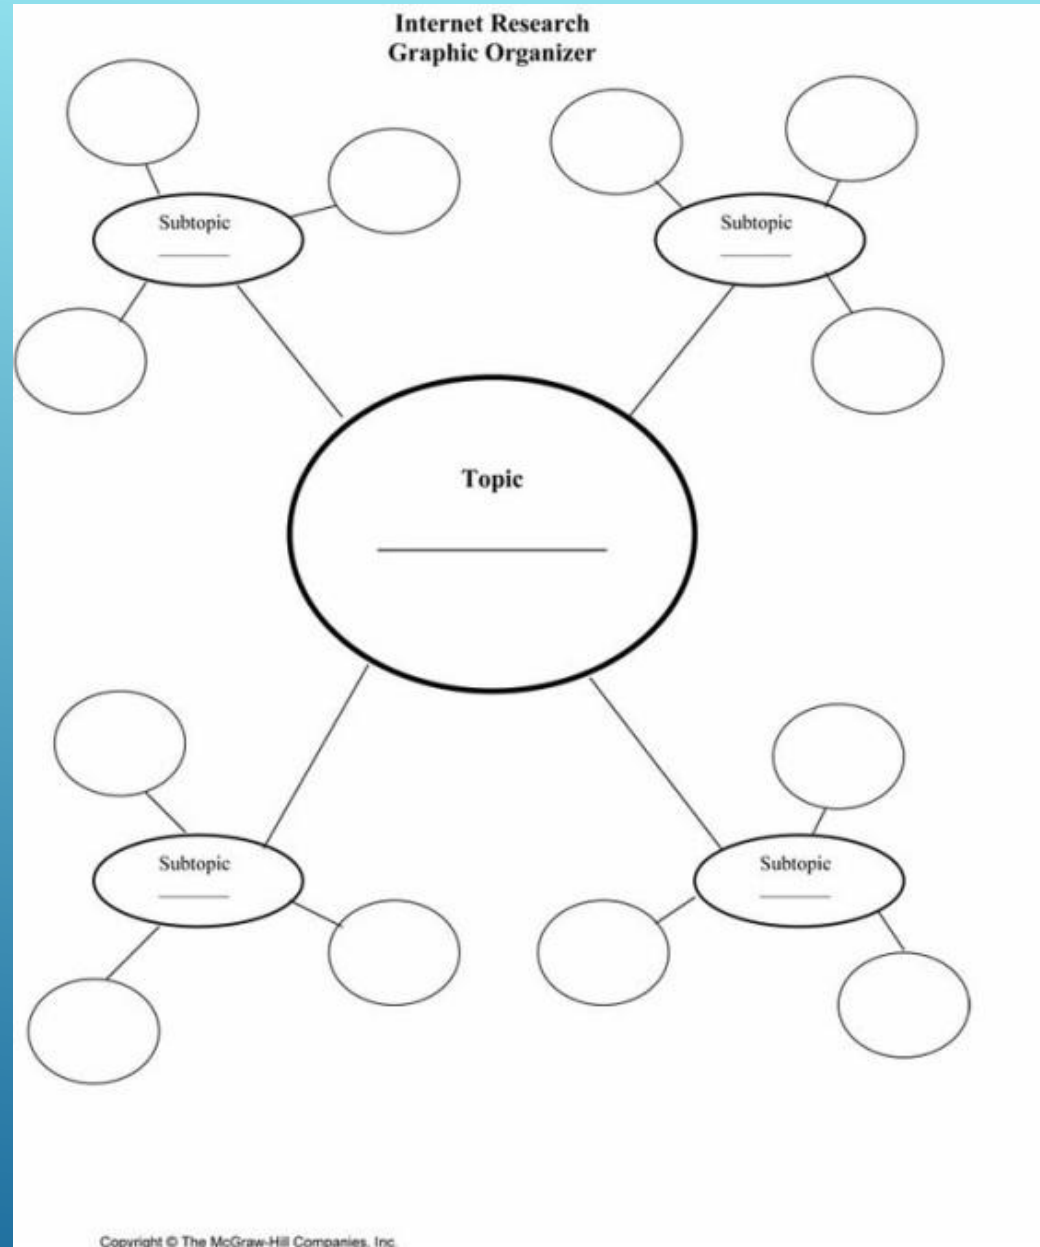 Internet Research
Graphic Organizer
Subtopic
Subtopic
Topic
Subtopic
Subtopic
Copyright © The McGraw-Hill Companies, Inc.